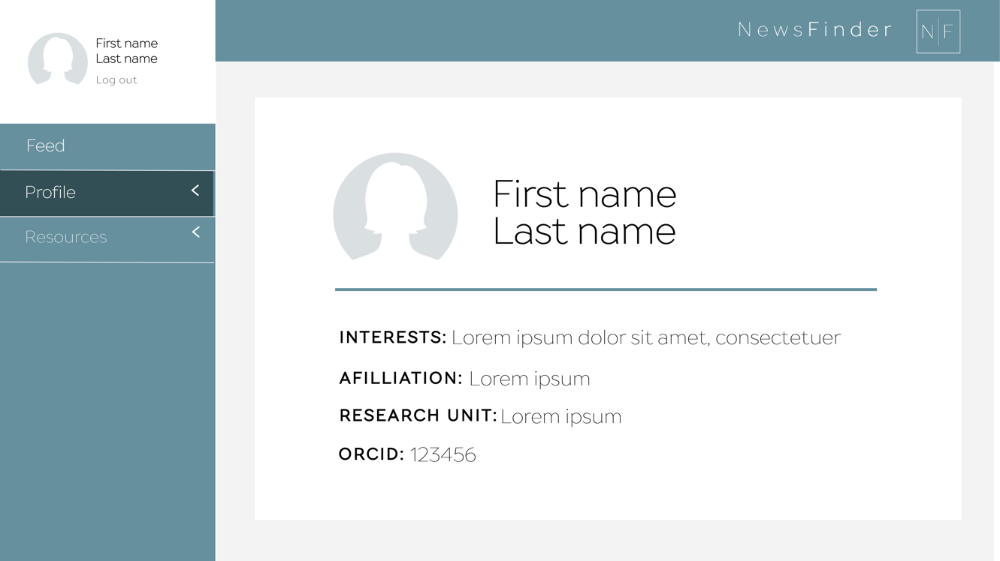 First name
Last name
Log out
NewsFinder
N|F
Feed
Profile <
Resources <
First name
Last name
INTERESTS: Lorem ipsum dolor sit amet, consectetuer
AFILLIATION: Lorem ipsum
RESEARCH UNIT: Lorem ipsum
ORCID: 123456